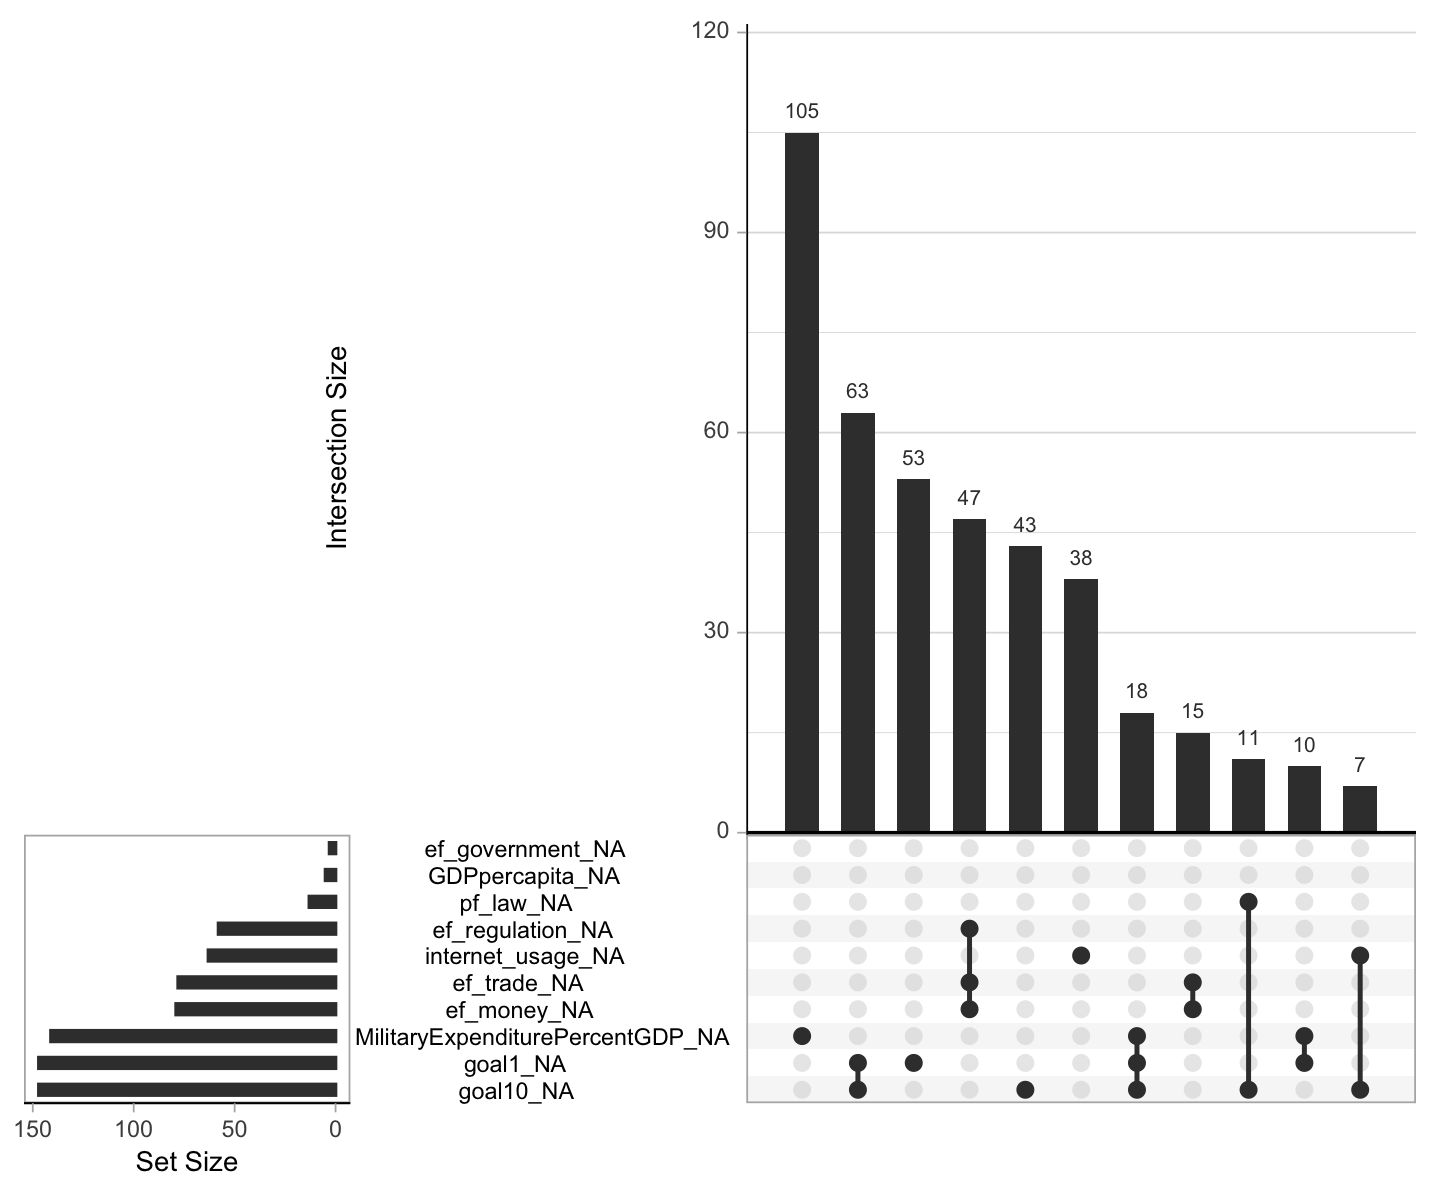 120
105
90
63
60
53
47
43
38
30
18
15
11
10
7
0
Intersection Size
ef_government_NA
GDPpercapita_NA
pf_law_NA
ef_regulation_NA
internet_usage_NA
ef_trade_NA
ef_money_NA
MilitaryExpenditurePercentGDP_NA
goal1_NA
goal10_NA
150 100 50 0
Set Size